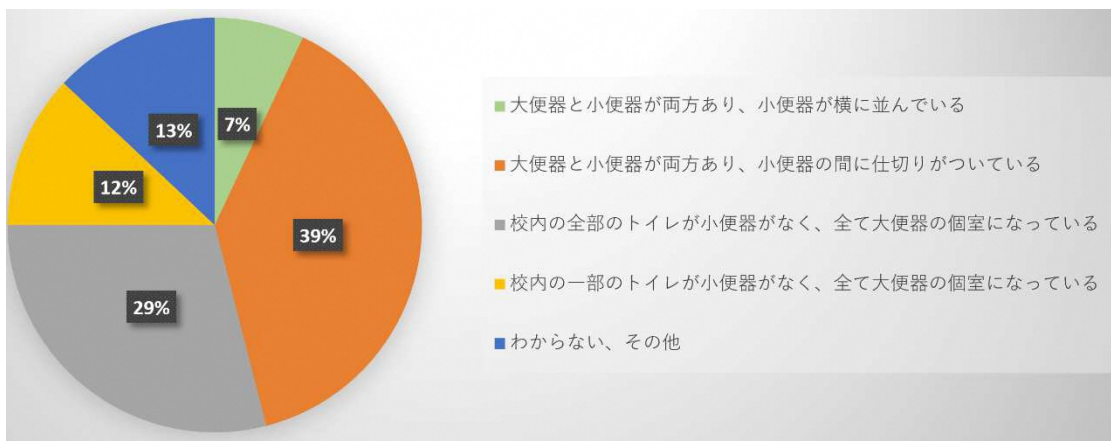 7%
13%
12%
39%
29%
大便器と小便器が両方あり、小便器が横に並んでいる
大便器と小便器が両方あり、小便器の間に仕切りがついている
校内の全部のトイレが小便器がなく、全て大便器の個室になっている
校内の一部のトイレが小便器がなく、全て大便器の個室になっている
わからない、その他